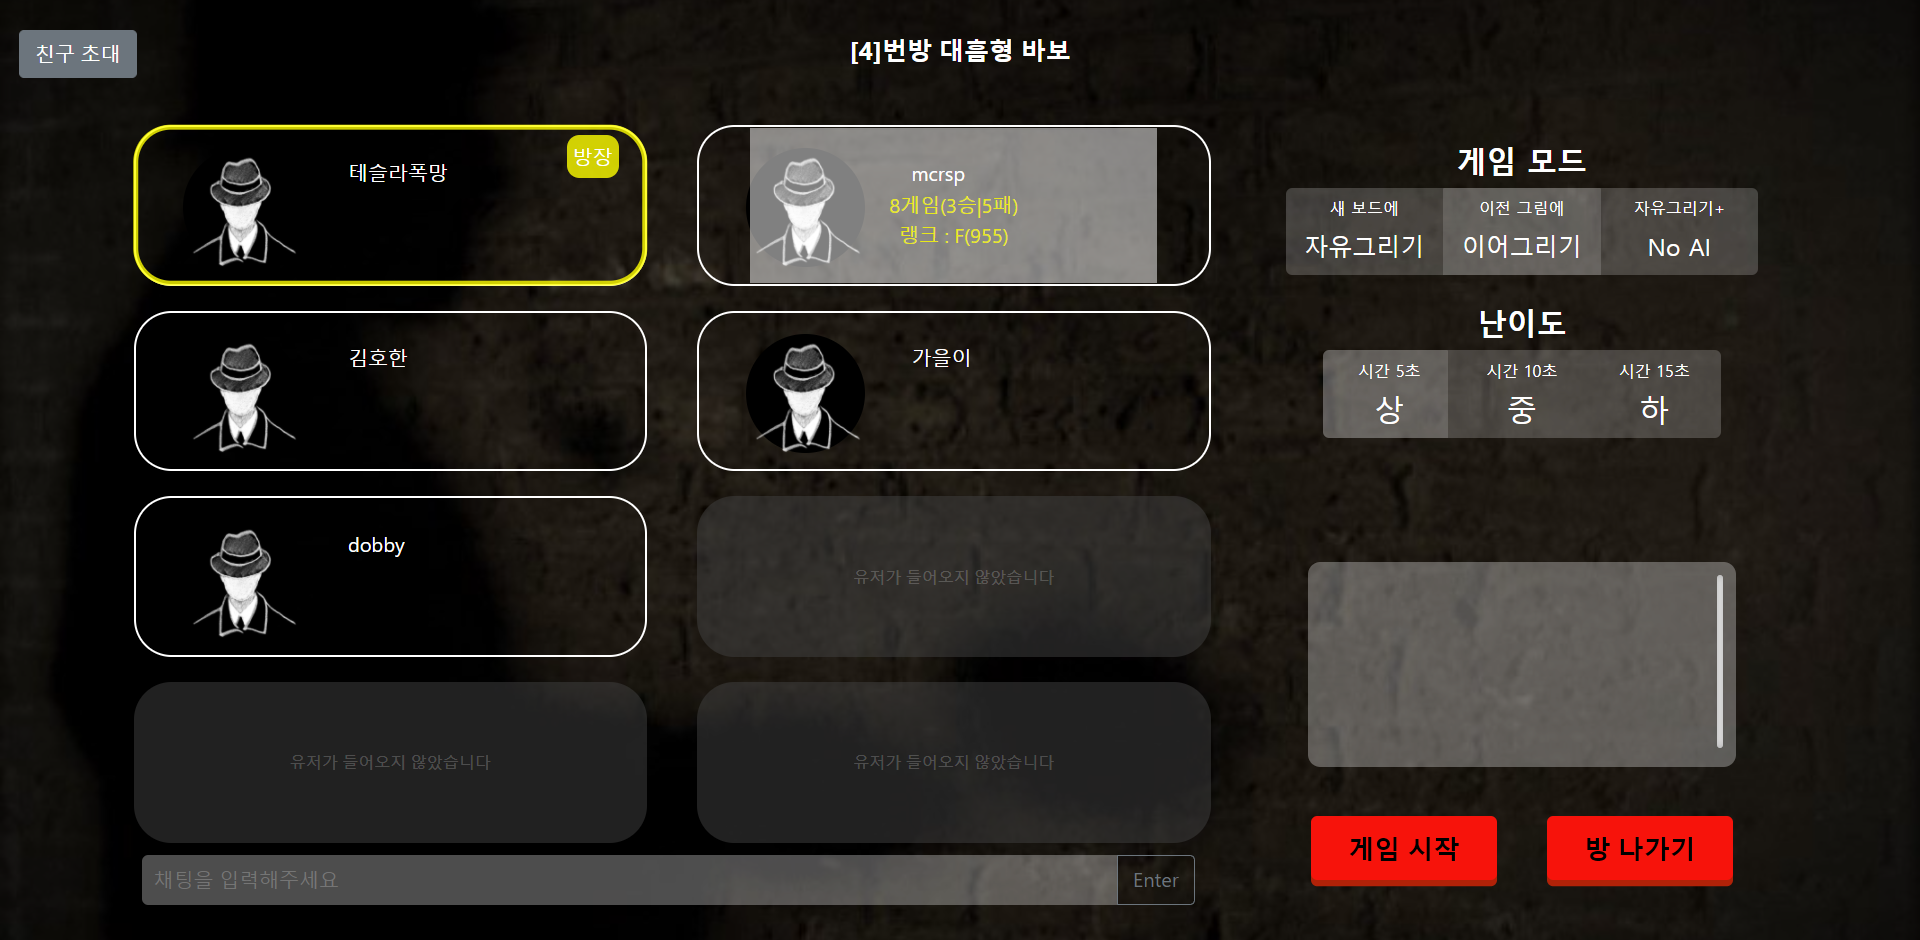 친구 초대
[4]번방 대흠형 바보
테슬라폭망
방장
mcrsp
8게임(3승|5패)
랭크 : F(955)
김호한
가을이
dobby
유저가 들어오지 않았습니다
유저가 들어오지 않았습니다
유저가 들어오지 않았습니다
채팅을 입력해주세요
Enter
게임 모드
새 보드에
자유그리기
이전 그림에
이어그리기
자유그리기+
No AI
난이도
시간 5초
상
시간 10초
중
시간 15초
하
게임 시작
방 나가기